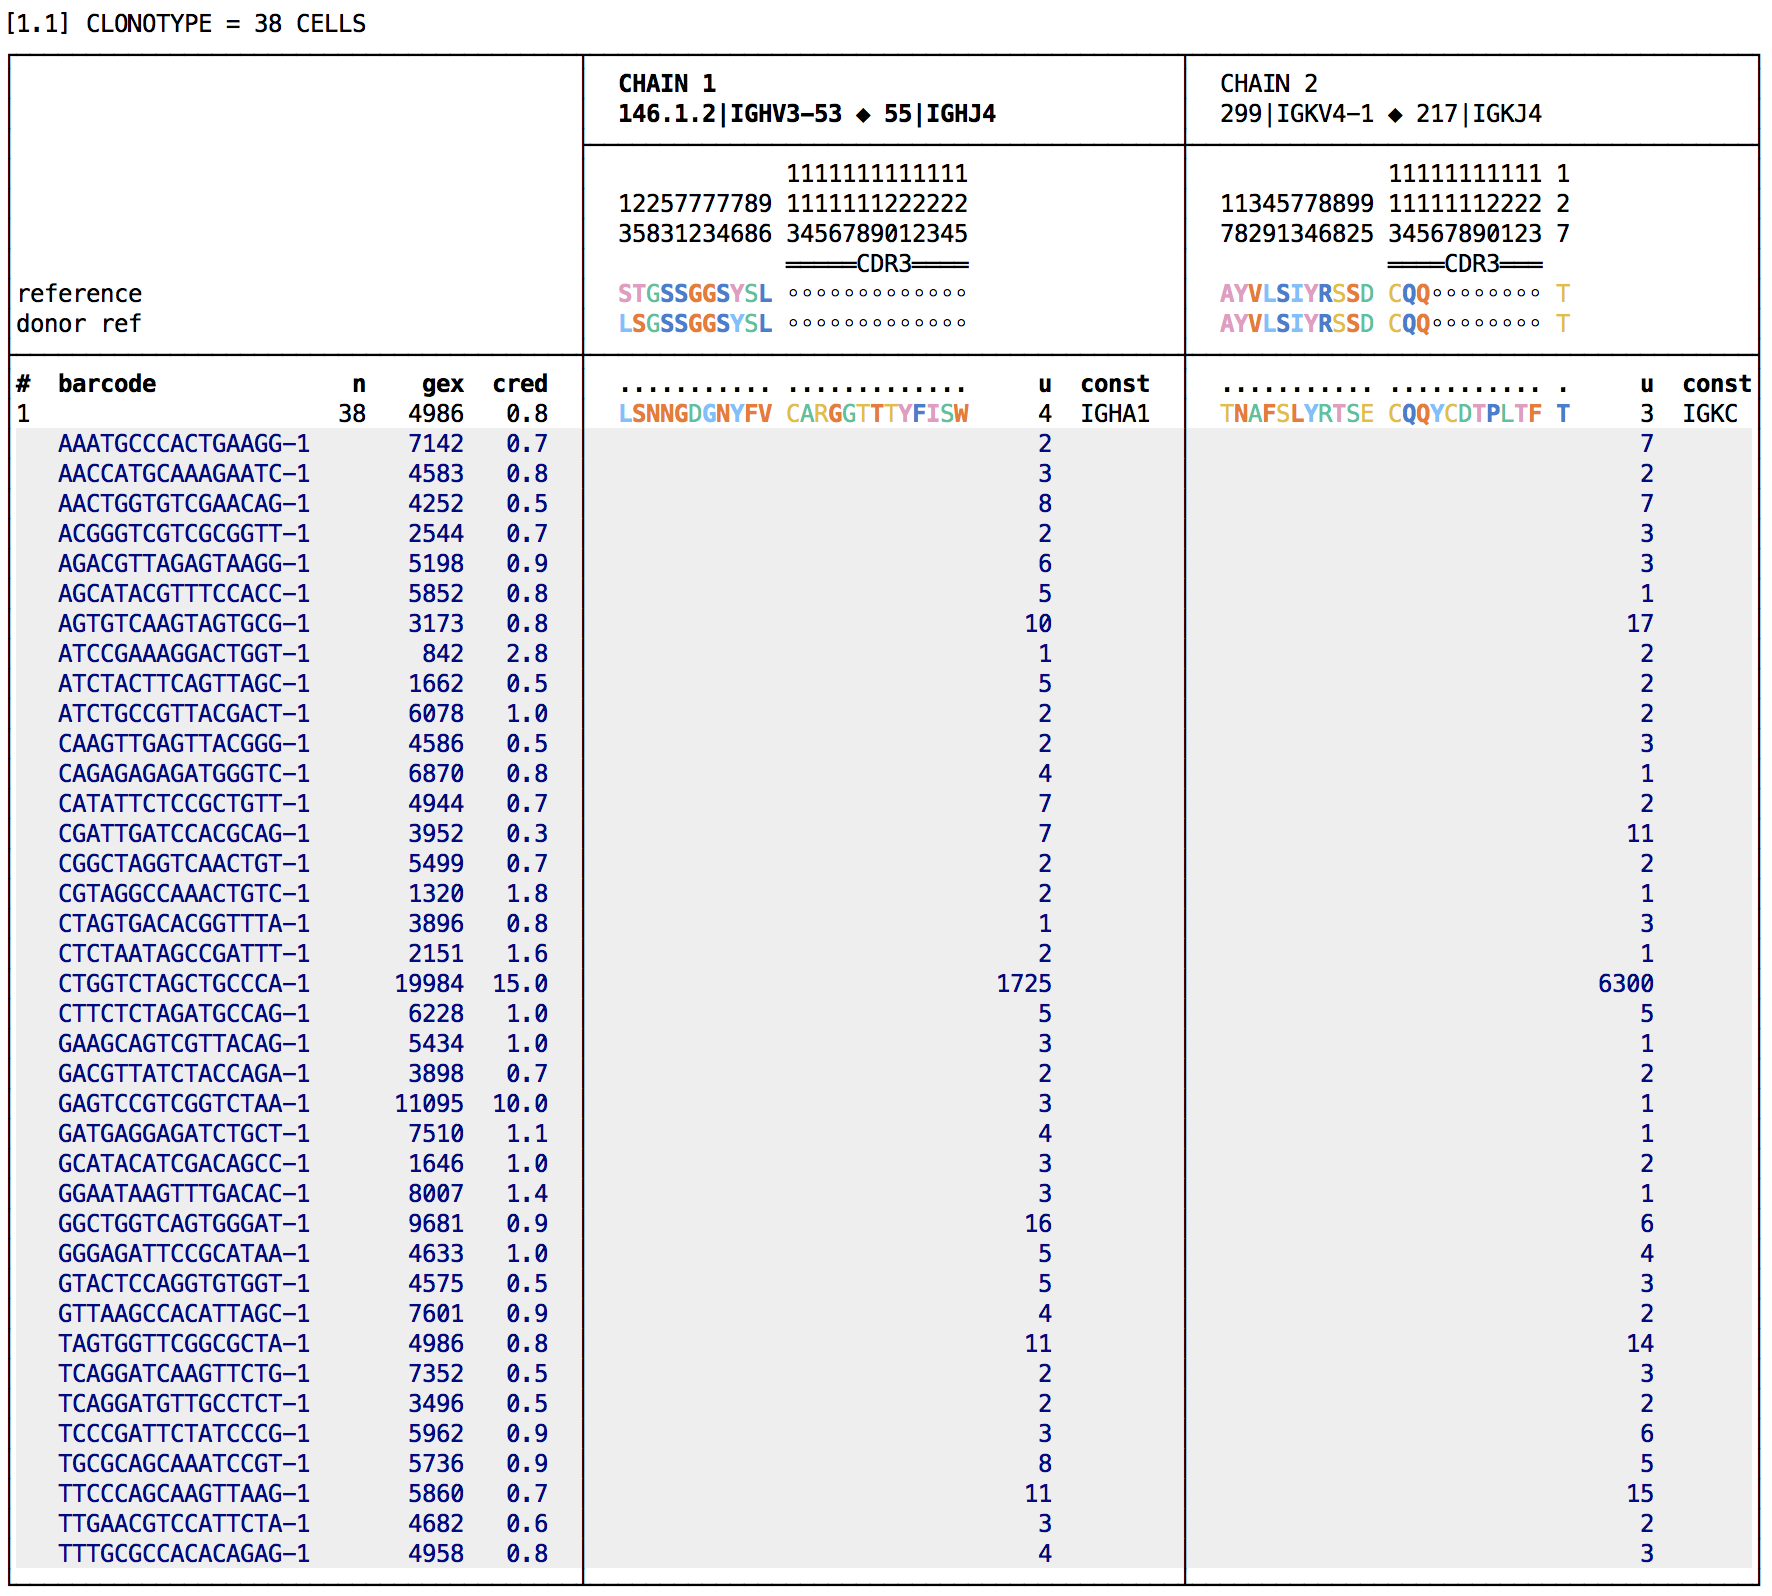 [1.1] CLONOTYPE = 38 CELLS
CHAIN 1 CHAIN 2
146.1.2|IGHV3−53 ◆ 55|IGHJ4 299|IGKV4−1 ◆ 217|IGKJ4
1111111111111 11111111111 1
12257777789 1111111222222 11345778899 11111112222 2
35831234686 3456789012345 78291346825 34567890123 7
═════CDR3════ ════CDR3═══
reference STGSSGGSYSL ◦◦◦◦◦◦◦◦◦◦◦◦◦ AYVLSIYRSSD CQQ◦◦◦◦◦◦◦◦ T
donor ref LSGSSGGSYSL ◦◦◦◦◦◦◦◦◦◦◦◦◦ AYVLSIYRSSD CQQ◦◦◦◦◦◦◦◦ T
# barcode n gex cred ........... ............. u const ........... ........... . u const
1 38 4986 0.8 LSNNGDGNYFV CARGGTTTYFISW 4 IGHA1 TNAFSLYRTSE CQQYCDTPLTF T 3 IGKC
AAATGCCCACTGAAGG−1 7142 0.7 2 7
AACCATGCAAAGAATC−1 4583 0.8 3 2
AACTGGTGTCGAACAG−1 4252 0.5 8 7
ACGGGTCGTCGCGGTT−1 2544 0.7 2 3
AGACGTTAGAGTAAGG−1 5198 0.9 6 3
AGCATACGTTTCCACC−1 5852 0.8 5 1
AGTGTCAAGTAGTGCG−1 3173 0.8 10 17
ATCCGAAAGGACTGGT−1 842 2.8 1 2
ATCTACTTCAGTTAGC−1 1662 0.5 5 2
ATCTGCCGTTACGACT−1 6078 1.0 2 2
CAAGTTGAGTTACGGG−1 4586 0.5 2 3
CAGAGAGAGATGGGTC−1 6870 0.8 4 1
CATATTCTCCGCTGTT−1 4944 0.7 7 2
CGATTGATCCACGCAG−1 3952 0.3 7 11
CGGCTAGGTCAACTGT−1 5499 0.7 2 2
CGTAGGCCAAACTGTC−1 1320 1.8 2 1
CTAGTGACACGGTTTA−1 3896 0.8 1 3
CTCTAATAGCCGATTT−1 2151 1.6 2 1
CTGGTCTAGCTGCCCA−1 19984 15.0 1725 6300
CTTCTCTAGATGCCAG−1 6228 1.0 5 5
GAAGCAGTCGTTACAG−1 5434 1.0 3 1
GACGTTATCTACCAGA−1 3898 0.7 2 2
GAGTCCGTCGGTCTAA−1 11095 10.0 3 1
GATGAGGAGATCTGCT−1 7510 1.1 4 1
GCATACATCGACAGCC−1 1646 1.0 3 2
GGAATAAGTTTGACAC−1 8007 1.4 3 1
GGCTGGTCAGTGGGAT−1 9681 0.9 16 6
GGGAGATTCCGCATAA−1 4633 1.0 5 4
GTACTCCAGGTGTGGT−1 4575 0.5 5 3
GTTAAGCCACATTAGC−1 7601 0.9 4 2
TAGTGGTTCGGCGCTA−1 4986 0.8 11 14
TCAGGATCAAGTTCTG−1 7352 0.5 2 3
TCAGGATGTTGCCTCT−1 3496 0.5 2 2
TCCCGATTCTATCCCG−1 5962 0.9 3 6
TGCGCAGCAAATCCGT−1 5736 0.9 8 5
TTCCCAGCAAGTTAAG−1 5860 0.7 11 15
TTGAACGTCCATTCTA−1 4682 0.6 3 2
TTTGCGCCACACAGAG−1 4958 0.8 4 3